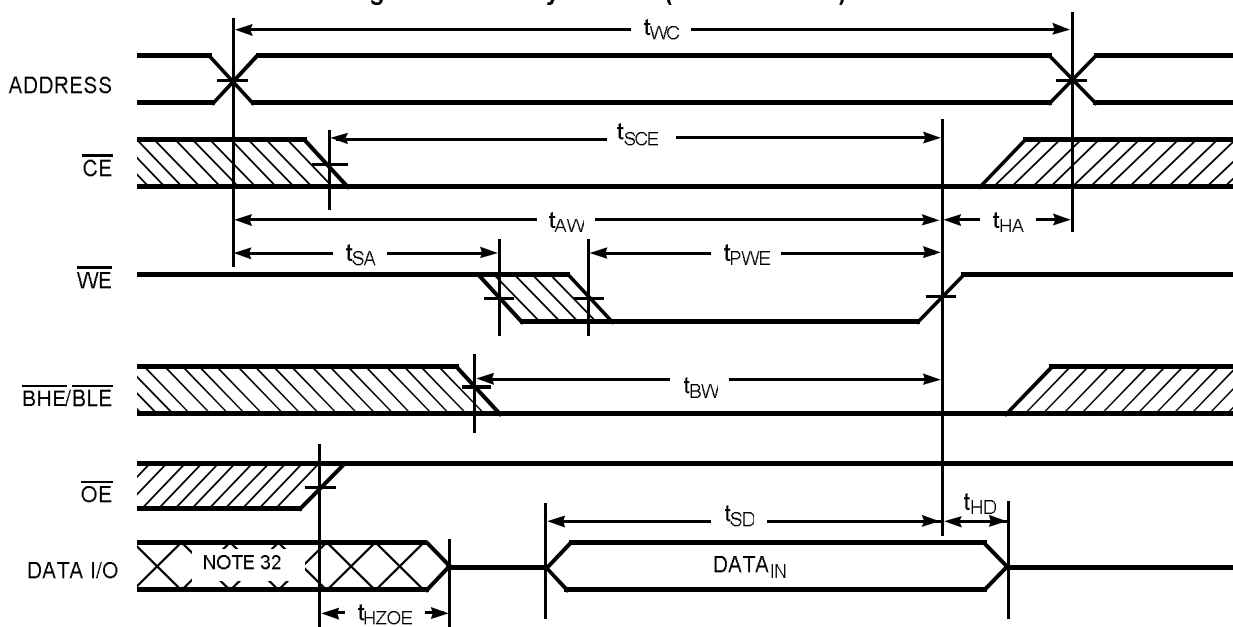 tWC
ADDRESS
tSCE
CE
tAW
tHA
tSA
tPWE
WE
tBW
BHE/BLE
OE
tSD
tHD
DATA I/O
NOTE 32
DATAIN
tHZOE